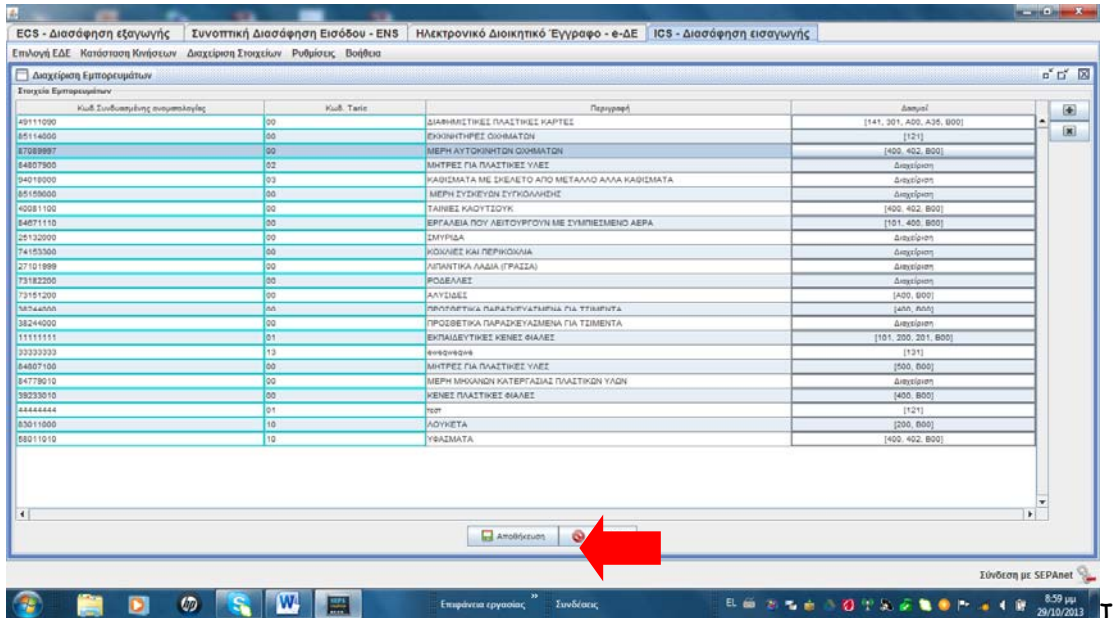 ECS - Διασάφηση εξαγωγής Συνοπτική Διασάφηση Εισόδου - ENS Ηλεκτρονικό Διοικητικό Έγγραφο - e-ΔΕ ICS - Διασάφηση εισαγωγής
Επιλογή ΕΔΕ Κατάσταση Κινήσεων Διαχείριση Στοιχείων Ρυθμίσεις Βοήθεια
Διαχείριση Εμπορευμάτων
Στοιχεία Εμπορευμάτων
Κωδ.Συνδυασμένης ονοματολογίας Κωδ. Taric Περιγραφή Δασμοί
49111090 00 ΔΙΑΦΗΜΙΣΤΙΚΕΣ ΠΛΑΣΤΙΚΕΣ ΚΑΡΤΕΣ [141, 301, A00, A35, B00]
85114000 00 ΕΚΚΙΝΗΤΗΡΕΣ ΟΧΗΜΑΤΩΝ [121]
87089997 00 ΜΕΡΗ ΑΥΤΟΚΙΝΗΤΩΝ ΟΧΗΜΑΤΩΝ [400, 402, B00]
84807900 02 ΜΗΤΡΕΣ ΓΙΑ ΠΛΑΣΤΙΚΕΣ ΥΛΕΣ Διαχείριση
94018000 03 ΚΑΘΙΣΜΑΤΑ ΜΕ ΣΚΕΛΕΤΟ ΑΠΟ ΜΕΤΑΛΛΟ ΑΛΛΑ ΚΑΘΙΣΜΑΤΑ Διαχείριση
85159000 00 ΜΕΡΗ ΣΥΣΚΕΥΩΝ ΣΥΓΚΟΛΛΗΣΗΣ Διαχείριση
40081100 00 ΤΑΙΝΙΕΣ ΚΑΟΥΤΣΟΥΚ [400, 402, B00]
84671110 00 ΕΡΓΑΛΕΙΑ ΠΟΥ ΛΕΙΤΟΥΡΓΟΥΝ ΜΕ ΣΥΜΠΙΕΣΜΕΝΟ ΑΕΡΑ [101, 400, B00]
25132000 00 ΣΜΥΡΙΔΑ Διαχείριση
74153300 00 ΚΟΧΛΙΕΣ ΚΑΙ ΠΕΡΙΚΟΧΛΙΑ Διαχείριση
27101999 00 ΛΙΠΑΝΤΙΚΑ ΛΑΔΙΑ (ΓΡΑΣΣΑ) Διαχείριση
73182200 00 ΡΟΔΕΛΛΕΣ Διαχείριση
73151200 00 ΑΛΥΣΙΔΕΣ [A00, B00]
38244000 00 ΠΡΟΣΘΕΤΙΚΑ ΠΑΡΑΣΚΕΥΑΣΜΕΝΑ ΓΙΑ ΤΣΙΜΕΝΤΑ [400, B00]
38244000 00 ΠΡΟΣΘΕΤΙΚΑ ΠΑΡΑΣΚΕΥΑΣΜΕΝΑ ΓΙΑ ΤΣΙΜΕΝΤΑ Διαχείριση
11111111 01 ΕΚΠΑΙΔΕΥΤΙΚΕΣ ΚΕΝΕΣ ΦΙΑΛΕΣ [101, 200, 201, B00]
33333333 13 [131]
84807100 00 ΜΗΤΡΕΣ ΓΙΑ ΠΛΑΣΤΙΚΕΣ ΥΛΕΣ [500, B00]
84779010 00 ΜΕΡΗ ΜΗΧΑΝΩΝ ΚΑΤΕΡΓΑΣΙΑΣ ΠΛΑΣΤΙΚΩΝ ΥΛΩΝ Διαχείριση
39233010 00 ΚΕΝΕΣ ΠΛΑΣΤΙΚΕΣ ΦΙΑΛΕΣ [400, B00]
44444444 01 τεστ [121]
83011000 10 ΛΟΥΚΕΤΑ [200, B00]
58011010 10 ΥΦΑΣΜΑΤΑ [400, 402, B00]
Αποθήκευση
Σύνδεση με SEPAnet
Επιφάνεια εργασίας » Συνδέσεις EL 8:59 μμ
29/10/2013
Τ